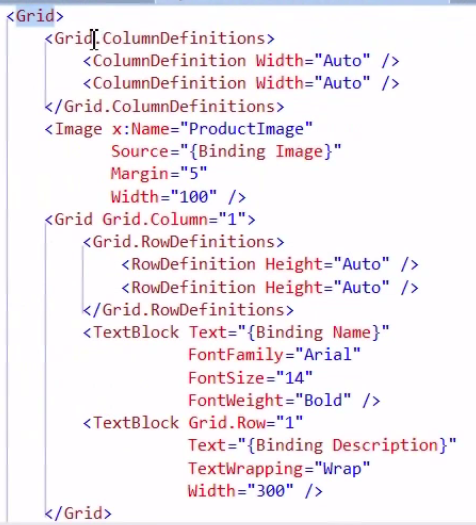 <Grid>
<Grid.ColumnDefinitions>
<ColumnDefinition Width="Auto" />
<ColumnDefinition Width="Auto" />
</Grid.ColumnDefinitions>
<Image x:Name="ProductImage"
Source="{Binding Image}"
Margin="5"
Width="100" />
<Grid Grid.Column="1">
<Grid.RowDefinitions>
<RowDefinition Height="Auto" />
<RowDefinition Height="Auto" />
</Grid.RowDefinitions>
<TextBlock Text="{Binding Name}"
FontFamily="Arial"
FontSize="14"
FontWeight="Bold" />
<TextBlock Grid.Row="1"
Text="{Binding Description}"
TextWrapping="Wrap"
Width="300" />
</Grid>